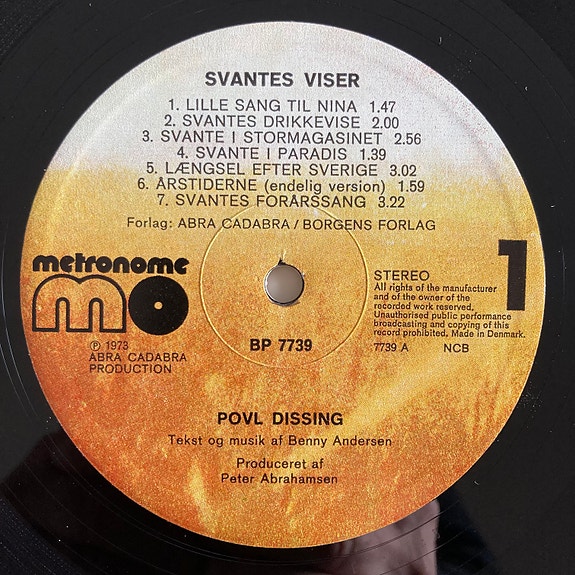 SVANTES VISER
1. LILLE SANG TIL NINA 1.47
2. SVANTES DRIKKEVISE 2.00
3. SVANTE I STORMAGASINET 2.56
4. SVANTE I PARADIS 1.39
5. LÆNGSEL EFTER SVERIGE 3.02
6. ÅRSTIDERNE (endelig version) 1.59
7. SVANTES FORÅRSSANG 3.22
Forlag: ABRA CADABRA / BORGENS FORLAG
metronome
mo
℗ 1973
ABRA CADABRA
PRODUCTION
BP 7739
1
STEREO
All rights of the manufacturer
and of the owner of the
recorded work reserved.
Unauthorised public performance
broadcasting and copying of this
record prohibited. Made in Denmark.
7739 A NCB
POVL DISSING
Tekst og musik af Benny Andersen
Produceret af
Peter Abrahamsen